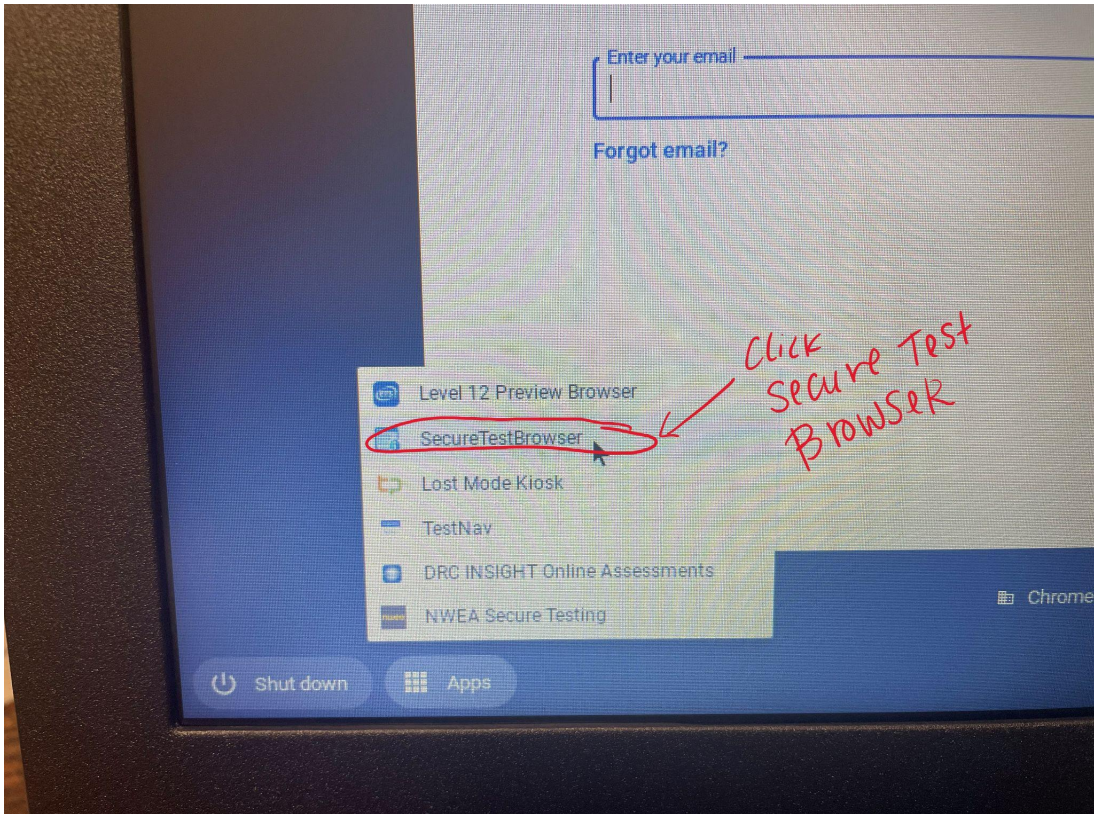 Enter your email
Forgot email?
Click
Secure Test
Browser
Level 12 Preview Browser
SecureTestBrowser
Lost Mode Kiosk
TestNav
DRC INSIGHT Online Assessments
NWEA Secure Testing
Chrome
Shut down
Apps